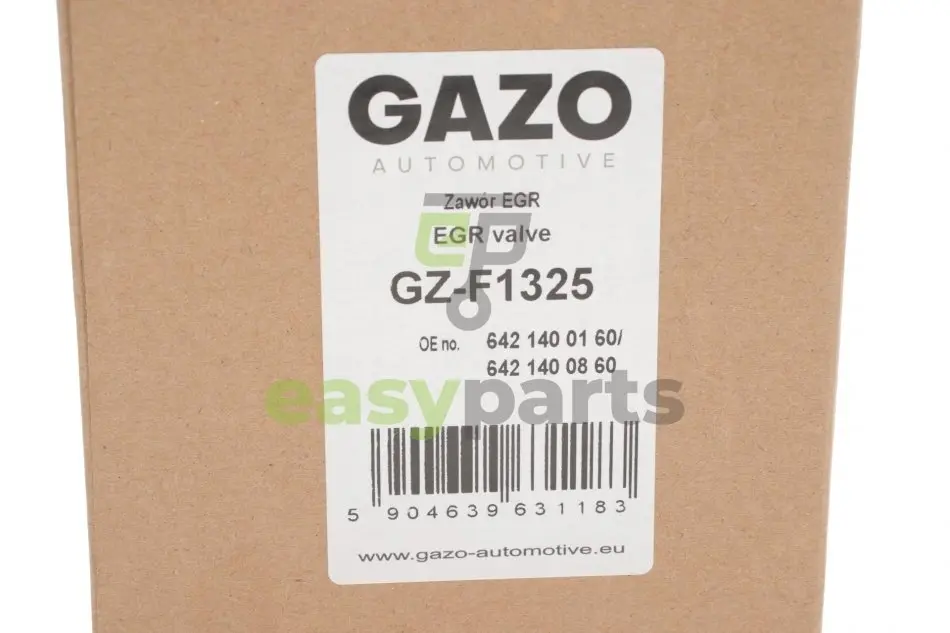 GAZO
AUTOMOTIVE
Zawór EGR
EGR valve
GZ-F1325
OE no. 642 140 01 60/
642 140 08 60
easyparts
5 904639 631183
www.gazo-automotive.eu